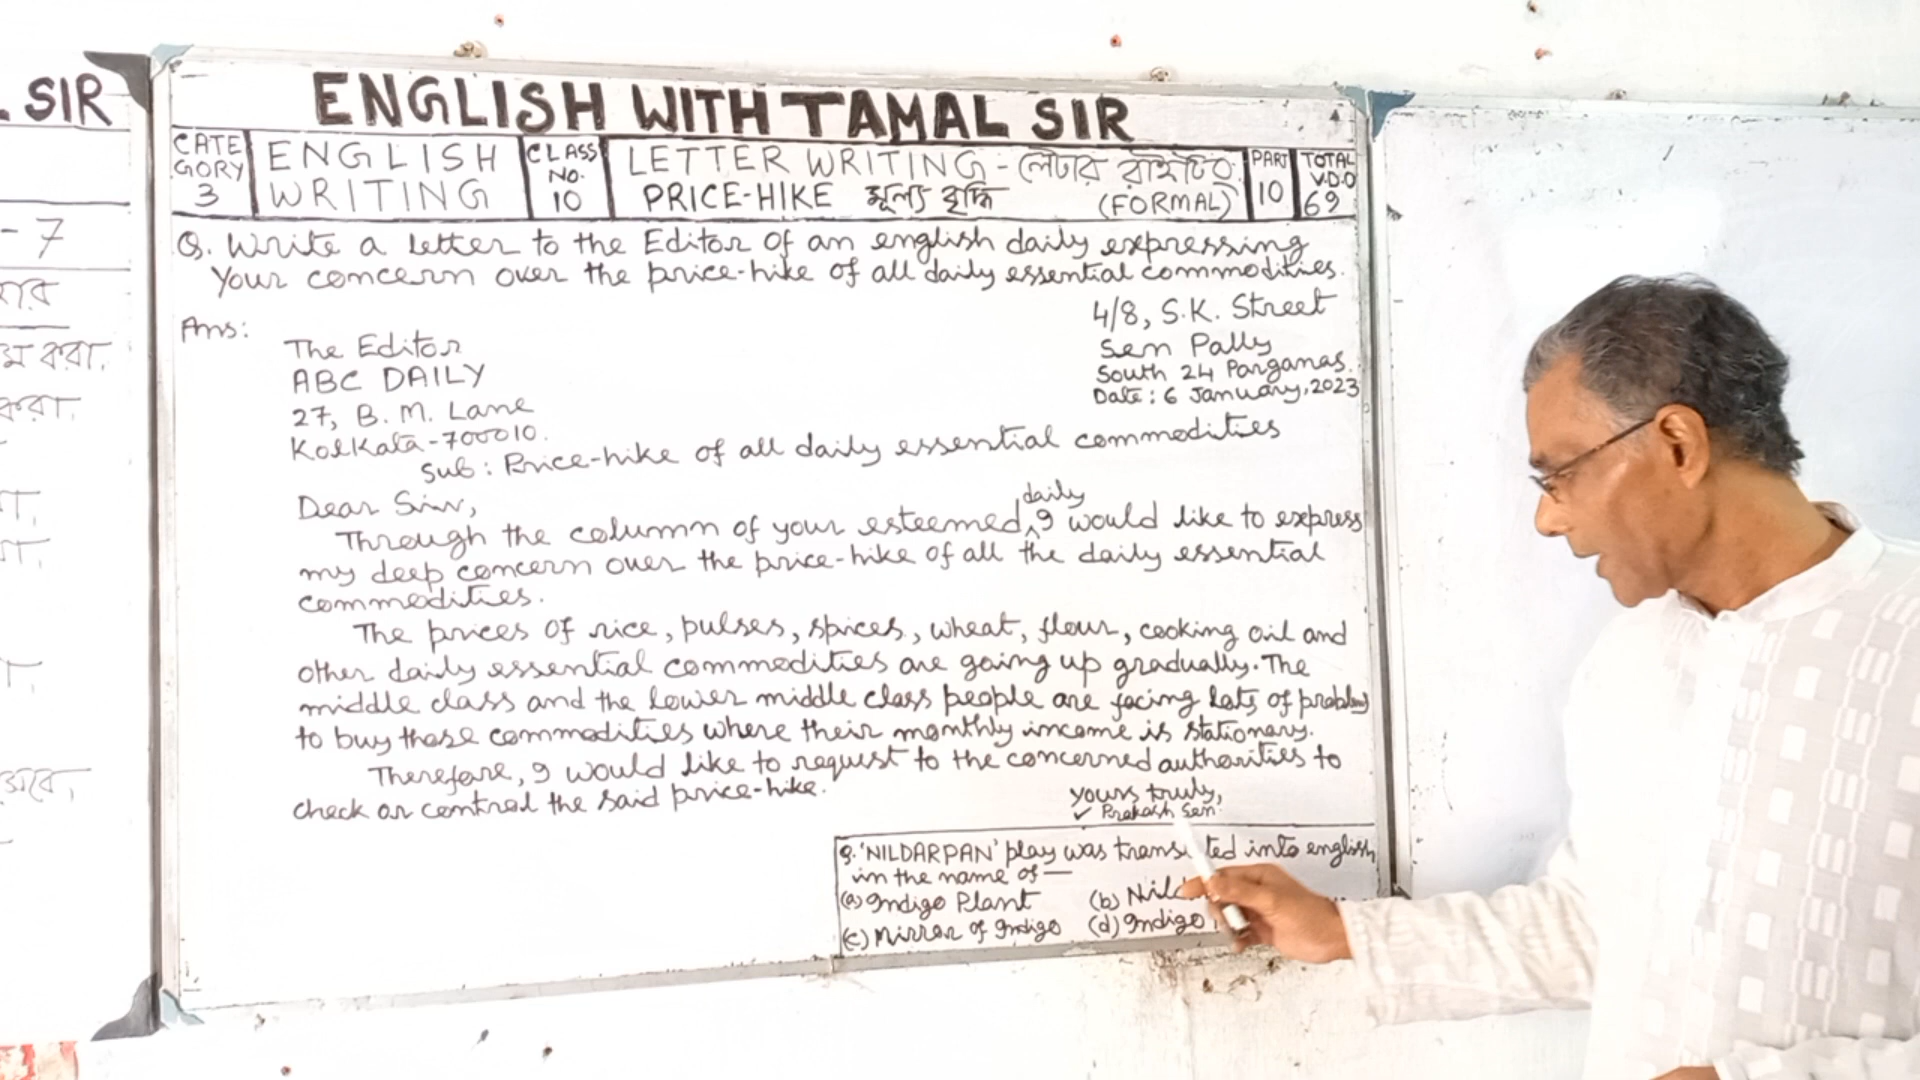 . SIR
- 7
ENGLISH WITH TAMAL SIR
CATE
GORY
3
ENGLISH
WRITING
CLASS
NO.
10
LETTER WRITING - লেটার রাইটিং
PRICE-HIKE মূল্য বৃদ্ধি (FORMAL)
PART
10
TOTAL
V.D.O
69
Q. Write a letter to the Editor of an english daily expressing
Your concern over the price-hike of all daily essential commodities.
Ans:
4/8, S.K. Street
Sen Pally
South 24 Parganas.
Date: 6 January, 2023
The Editor
ABC DAILY
27, B. M. Lane
Kolkata-700010.
Sub: Price-hike of all daily essential commodities
Dear Sir,
Through the column of your esteemed daily I would like to express
my deep concern over the price-hike of all the daily essential
commodities.
The prices of rice, pulses, spices, wheat, flour, cooking oil and
other daily essential commodities are going up gradually. The
middle class and the lower middle class people are facing lots of problems
to buy those commodities where their monthly income is stationary.
Therefore, I would like to request to the concerned authorities to
check or control the said price-hike.
yours truly,
✓ Prakash Sen.
Q. 'NILDARPAN' play was trans ted into english
in the name of —
(a) Indigo Plant (b) Nild
(c) Mirror of Indigo (d) Indigo